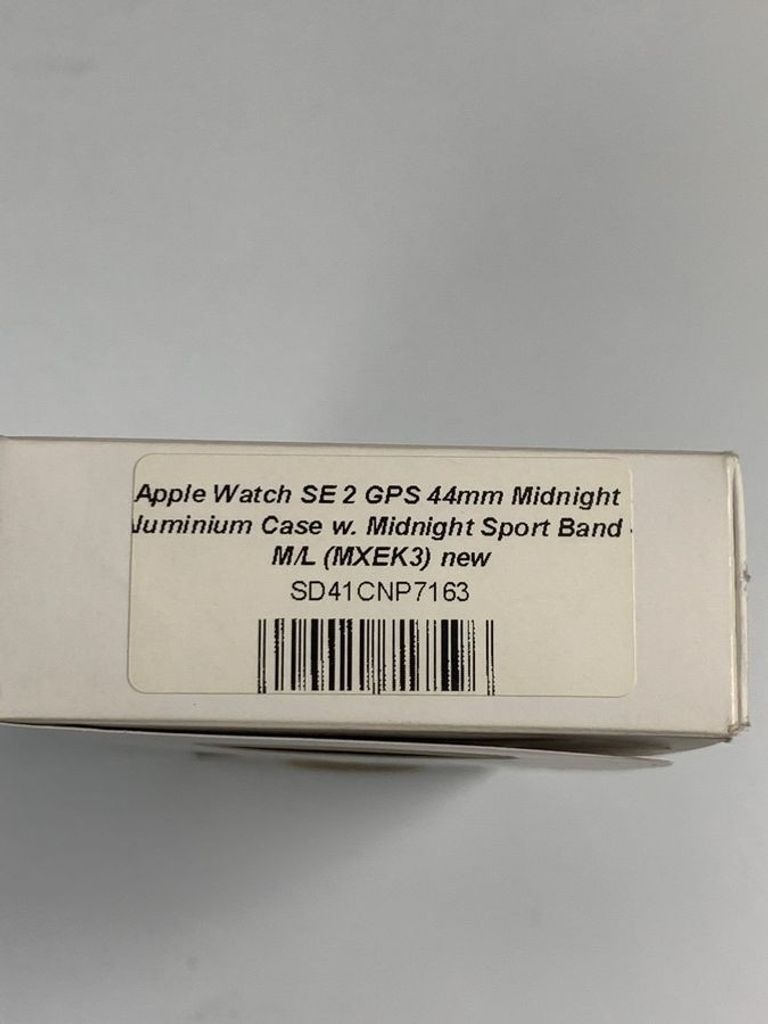 Apple Watch SE 2 GPS 44mm Midnight
luminium Case w. Midnight Sport Band -
M/L (MXEK3) new
SD41CNP7163